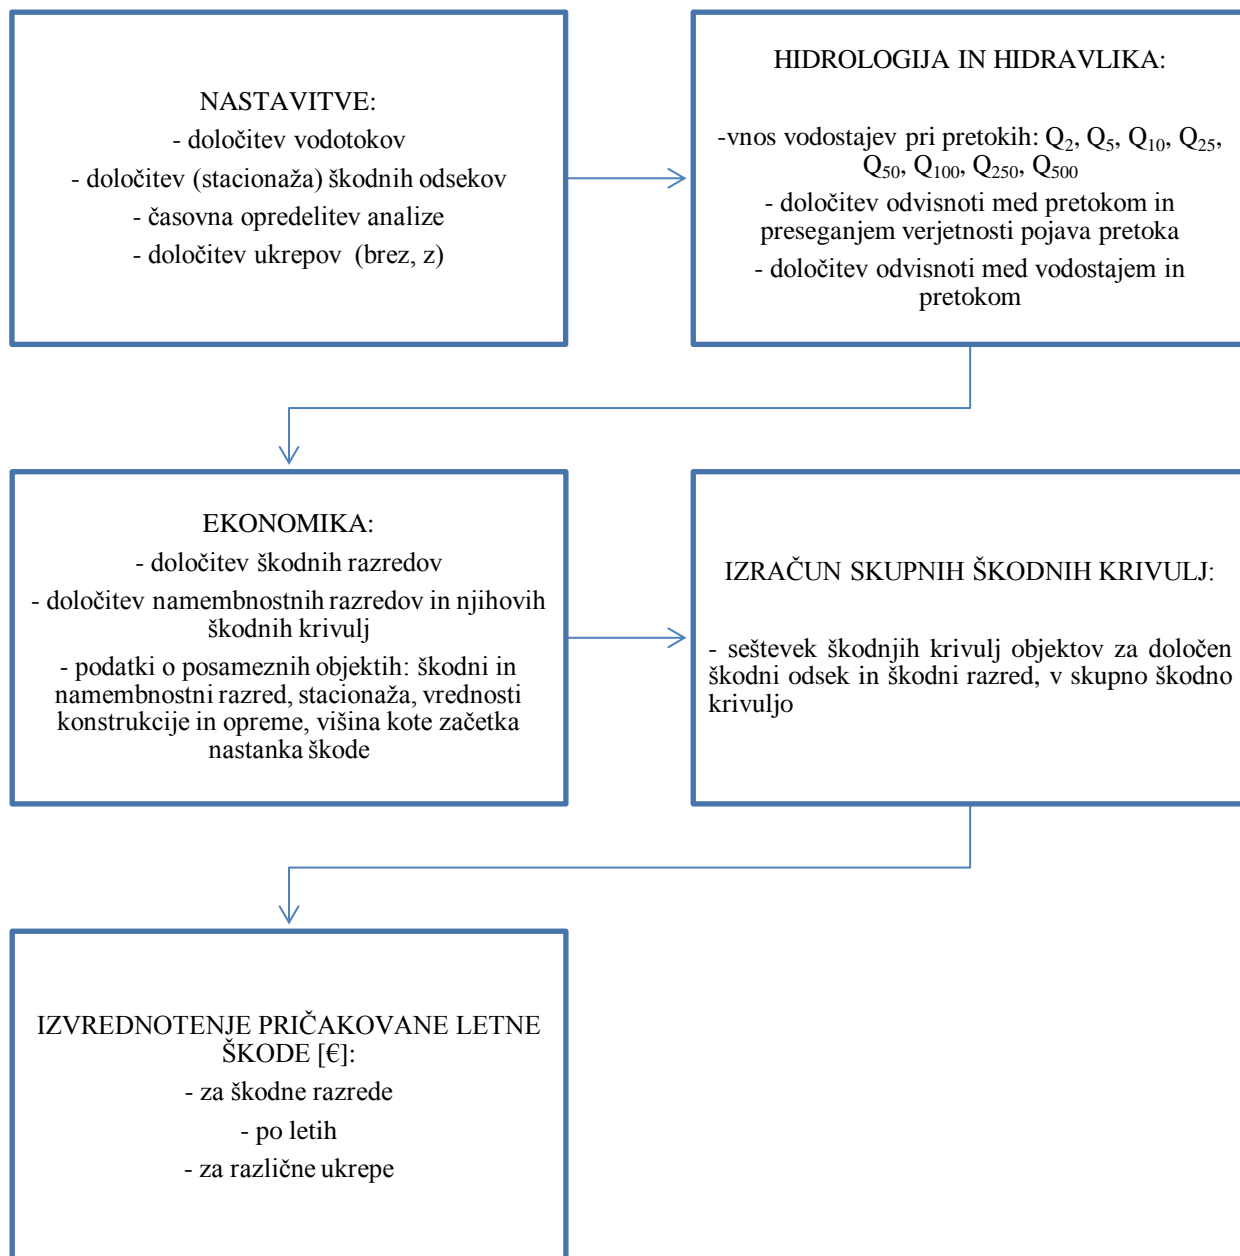 NASTAVITVE:
- določitev vodotokov
- določitev (stacionaža) škodnih odsekov
- časovna opredelitev analize
- določitev ukrepov (brez, z)
HIDROLOGIJA IN HIDRAVLIKA:
-vnos vodostajev pri pretokih: Q₂, Q₅, Q₁₀, Q₂₅,
Q₅₀, Q₁₀₀, Q₂₅₀, Q₅₀₀
- določitev odvisnoti med pretokom in
preseganjem verjetnosti pojava pretoka
- določitev odvisnoti med vodostajem in
pretokom
EKONOMIKA:
- določitev škodnih razredov
- določitev namembnostnih razredov in njihovih
škodnih krivulj
- podatki o posameznih objektih: škodni in
namembnostni razred, stacionaža, vrednosti
konstrukcije in opreme, višina kote začetka
nastanka škode
IZRAČUN SKUPNIH ŠKODNIH KRIVULJ:
- seštevek škodnjih krivulj objektov za določen
škodni odsek in škodni razred, v skupno škodno
krivuljo
IZVREDNOTENJE PRIČAKOVANE LETNE
ŠKODE [€]:
- za škodne razrede
- po letih
- za različne ukrepe